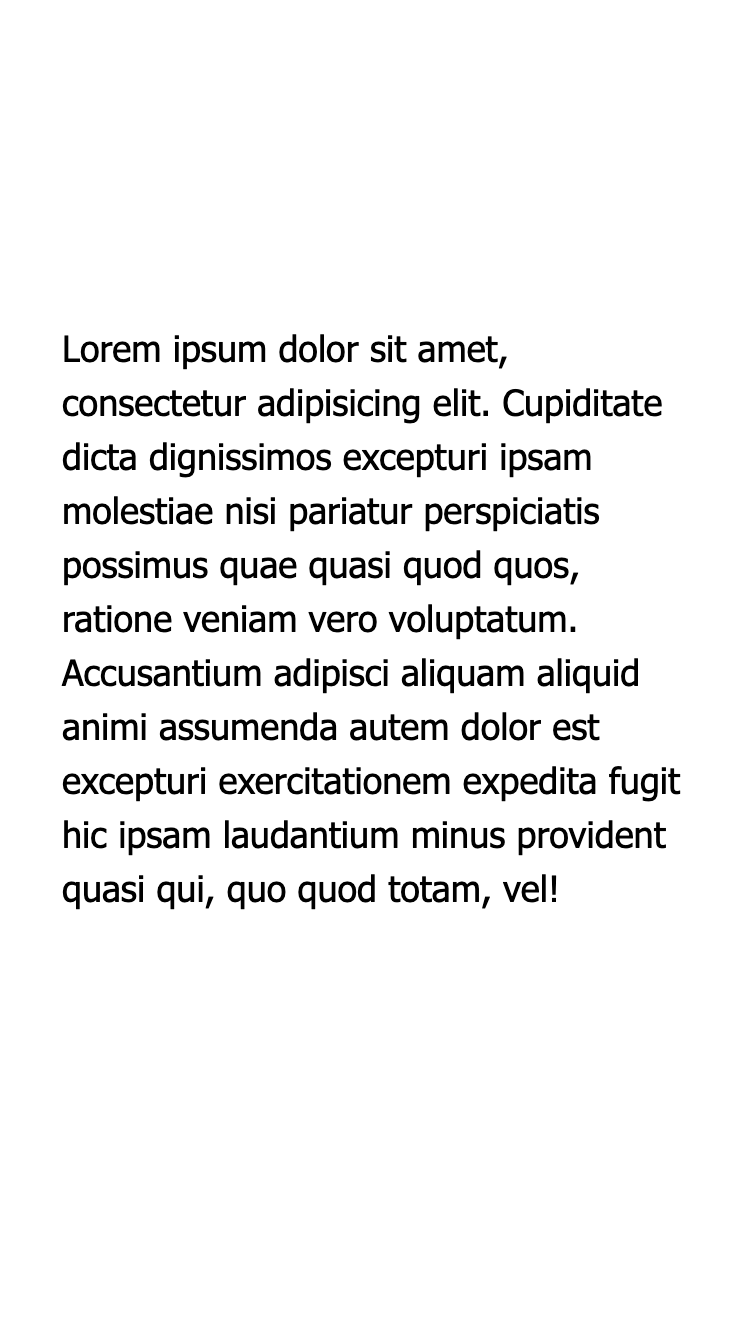 Lorem ipsum dolor sit amet,
consectetur adipisicing elit. Cupiditate
dicta dignissimos excepturi ipsam
molestiae nisi pariatur perspiciatis
possimus quae quasi quod quos,
ratione veniam vero voluptatum.
Accusantium adipisci aliquam aliquid
animi assumenda autem dolor est
excepturi exercitationem expedita fugit
hic ipsam laudantium minus provident
quasi qui, quo quod totam, vel!